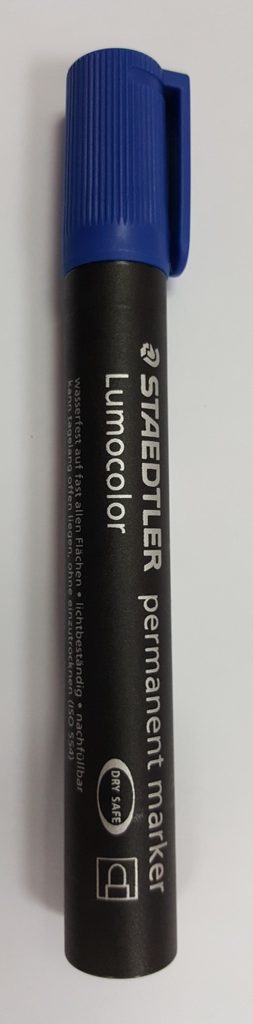 STAEDTLER permanent marker
Lumocolor
DRY SAFE
wasserfest auf fast allen Flächen • lichtbeständig • nachfüllbar
kann tagelang offen liegen, ohne einzutrocknen (ISO 554)